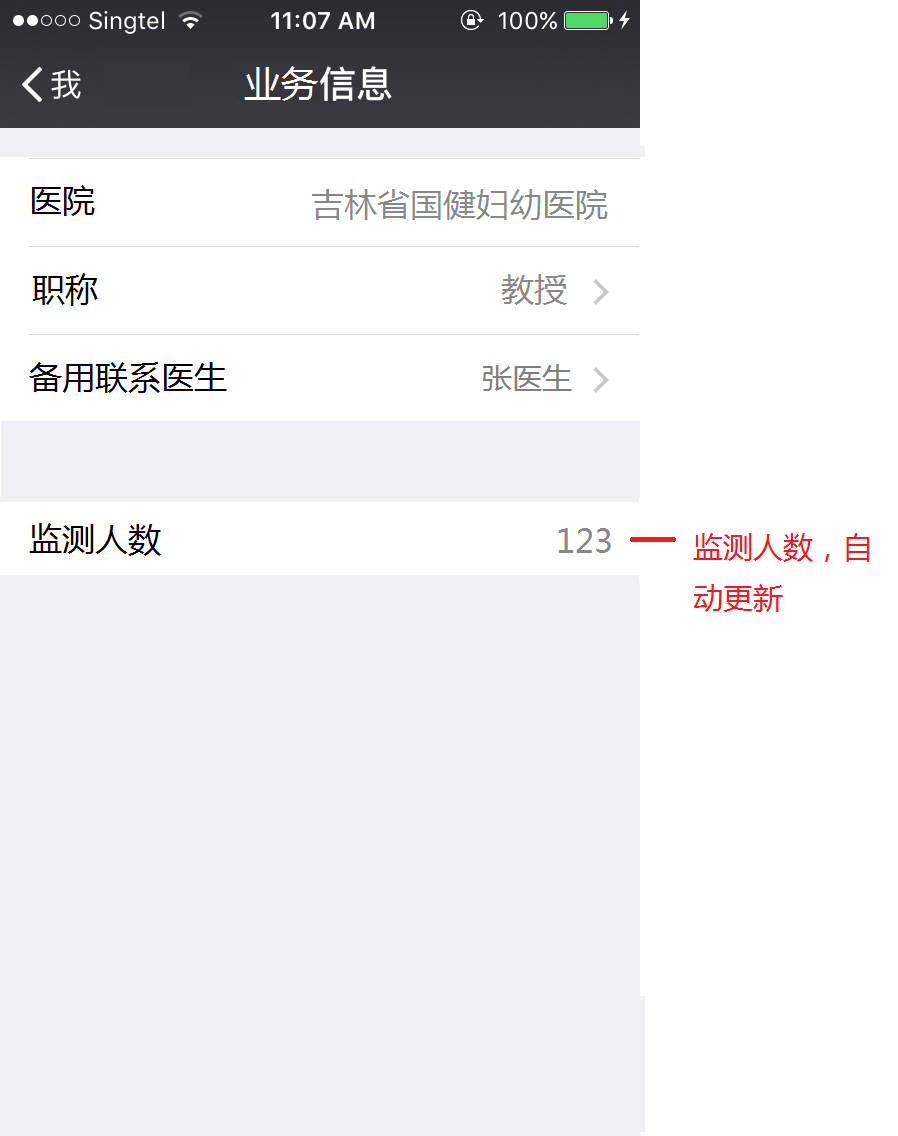 Singtel 11:07 AM 100%
我 业务信息
医院 吉林省国健妇幼医院
职称 教授
备用联系医生 张医生
监测人数 123
监测人数，自
动更新